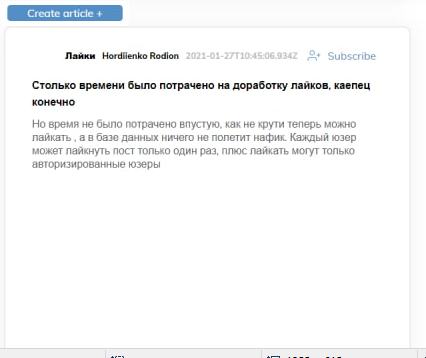 Create article +
Лайки Hordiienko Rodion 2021-01-27T10:45:06.934Z Subscribe
Столько времени было потрачено на доработку лайков, каепец
конечно
Но время не было потрачено впустую, как не крути теперь можно
лайкать , а в базе данных ничего не полетит нафик. Каждый юзер
может лайкнуть пост только один раз, плюс лайкать могут только
авторизированные юзеры